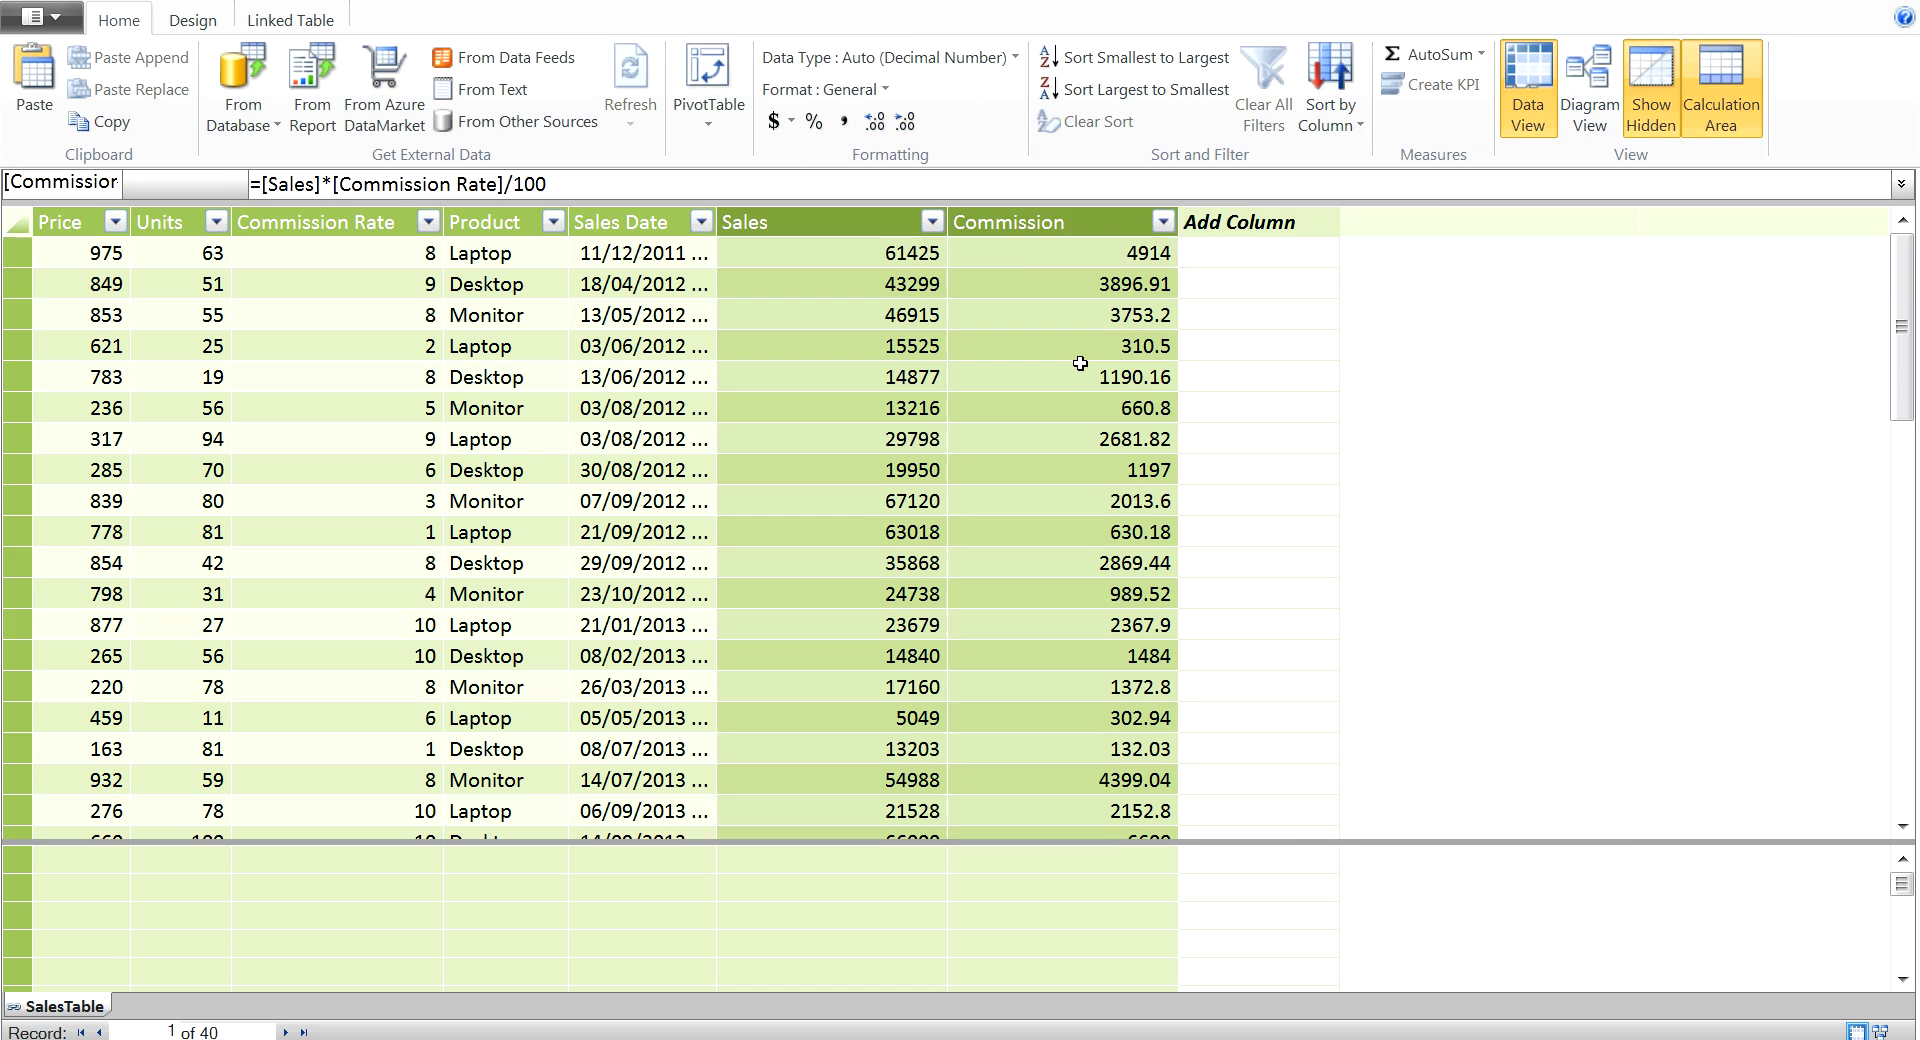 Home Design Linked Table
Paste
Paste Append
Paste Replace
Copy
Clipboard
From Database
From Report
From Azure DataMarket
From Data Feeds
From Text
From Other Sources
Get External Data
Refresh
PivotTable
Data Type : Auto (Decimal Number)
Format : General
$ % , .00 .00
Formatting
Sort Smallest to Largest
Sort Largest to Smallest
Clear Sort
Clear All Filters
Sort by Column
Sort and Filter
Σ AutoSum
Create KPI
Measures
Data View
Diagram View
Show Hidden
Calculation Area
View
[Commission =[Sales]*[Commission Rate]/100
Price Units Commission Rate Product Sales Date Sales Commission Add Column
975 63 8 Laptop 11/12/2011 ... 61425 4914
849 51 9 Desktop 18/04/2012 ... 43299 3896.91
853 55 8 Monitor 13/05/2012 ... 46915 3753.2
621 25 2 Laptop 03/06/2012 ... 15525 310.5
783 19 8 Desktop 13/06/2012 ... 14877 1190.16
236 56 5 Monitor 03/08/2012 ... 13216 660.8
317 94 9 Laptop 03/08/2012 ... 29798 2681.82
285 70 6 Desktop 30/08/2012 ... 19950 1197
839 80 3 Monitor 07/09/2012 ... 67120 2013.6
778 81 1 Laptop 21/09/2012 ... 63018 630.18
854 42 8 Desktop 29/09/2012 ... 35868 2869.44
798 31 4 Monitor 23/10/2012 ... 24738 989.52
877 27 10 Laptop 21/01/2013 ... 23679 2367.9
265 56 10 Desktop 08/02/2013 ... 14840 1484
220 78 8 Monitor 26/03/2013 ... 17160 1372.8
459 11 6 Laptop 05/05/2013 ... 5049 302.94
163 81 1 Desktop 08/07/2013 ... 13203 132.03
932 59 8 Monitor 14/07/2013 ... 54988 4399.04
276 78 10 Laptop 06/09/2013 ... 21528 2152.8
SalesTable
Record: 1 of 40